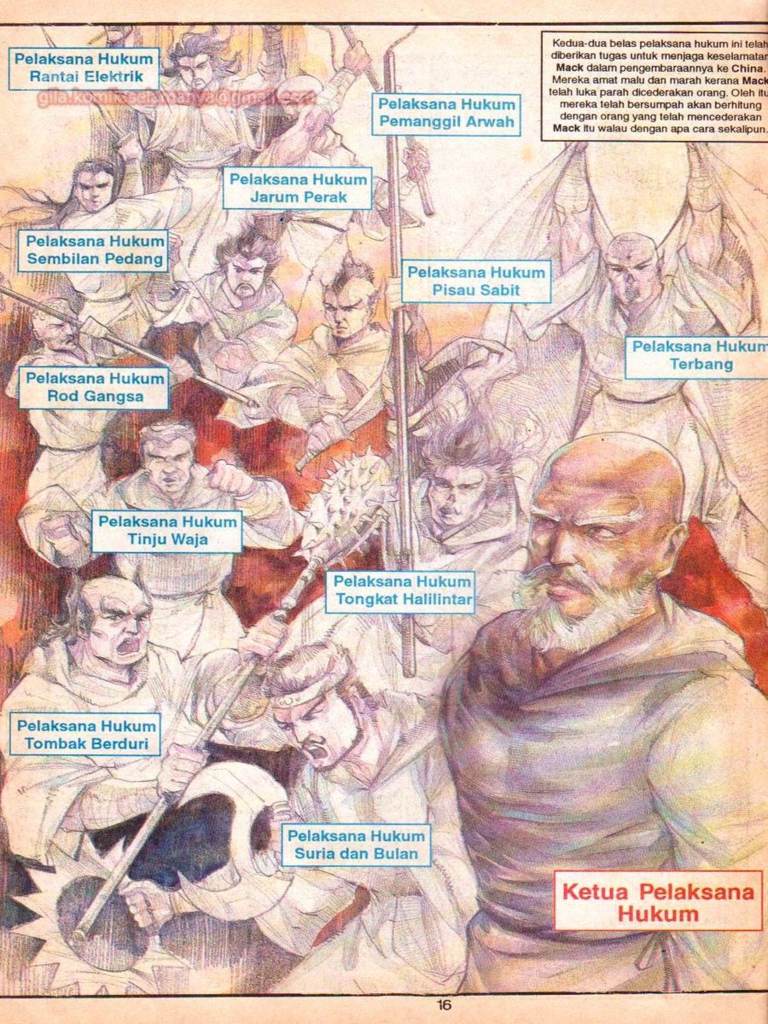 Pelaksana Hukum
Rantai Elektrik
gila.komikselamanya@gmail.com
Kedua-dua belas pelaksana hukum ini telah
diberikan tugas untuk menjaga keselamatan
Mack dalam pengembaraannya ke China.
Mereka amat malu dan marah kerana Mack
telah luka parah dicederakan orang. Oleh itu
mereka telah bersumpah akan berhitung
dengan orang yang telah mencederakan
Mack itu walau dengan apa cara sekalipun.
Pelaksana Hukum
Pemanggil Arwah
Pelaksana Hukum
Jarum Perak
Pelaksana Hukum
Sembilan Pedang
Pelaksana Hukum
Pisau Sabit
Pelaksana Hukum
Terbang
Pelaksana Hukum
Rod Gangsa
Pelaksana Hukum
Tinju Waja
Pelaksana Hukum
Tongkat Halilintar
Pelaksana Hukum
Tombak Berduri
Pelaksana Hukum
Suria dan Bulan
Ketua Pelaksana
Hukum
16